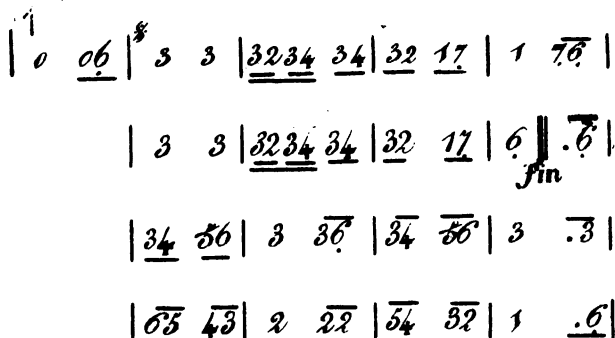 1
| 0 06 | 𝄋 3 3 | 3234 34 | 32 17 | 1 76 |
| 3 3 | 3234 34 | 32 17 | 6 || .6 |
fin
| 34 56 | 3 36 | 34 56 | 3 .3 |
| 65 43 | 2 22 | 54 32 | 1 .6 |